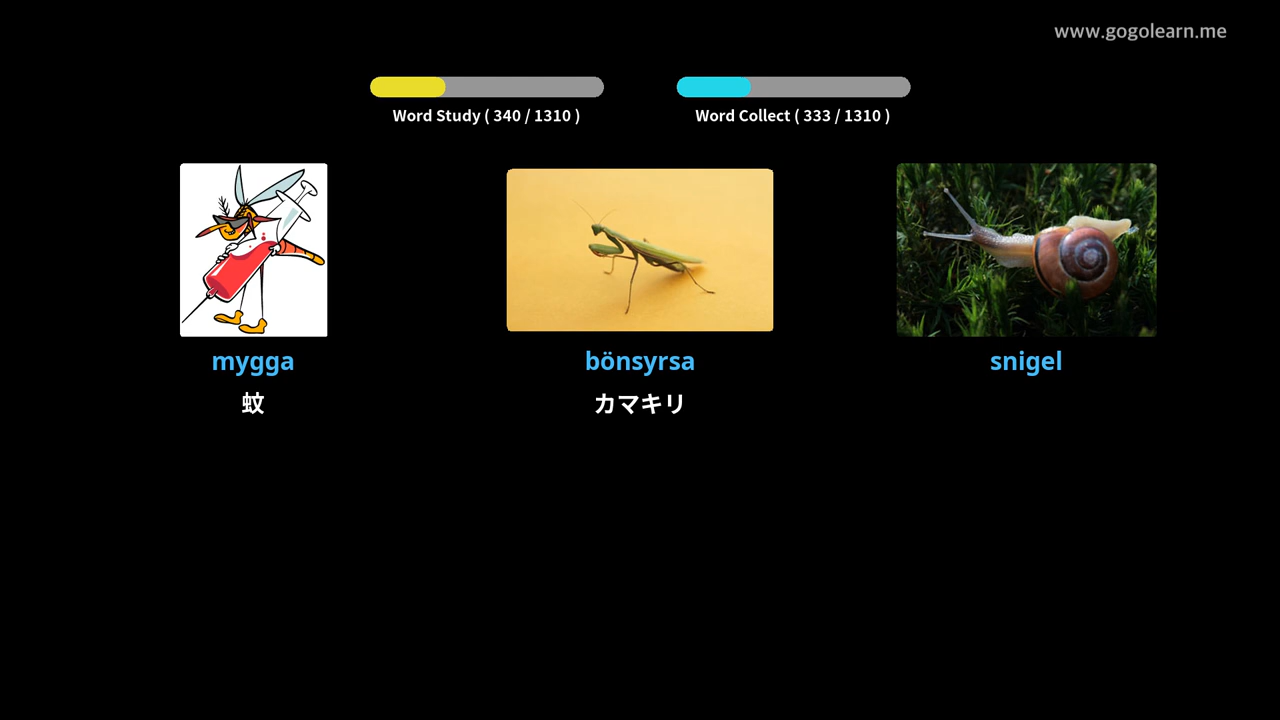 www.gogolearn.me
Word Study ( 340 / 1310 )
Word Collect ( 333 / 1310 )
mygga
bönsyrsa
snigel
蚊
カマキリ